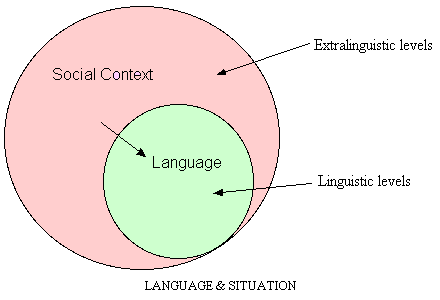 Extralinguistic levels
Social Context
Language
Linguistic levels
LANGUAGE & SITUATION